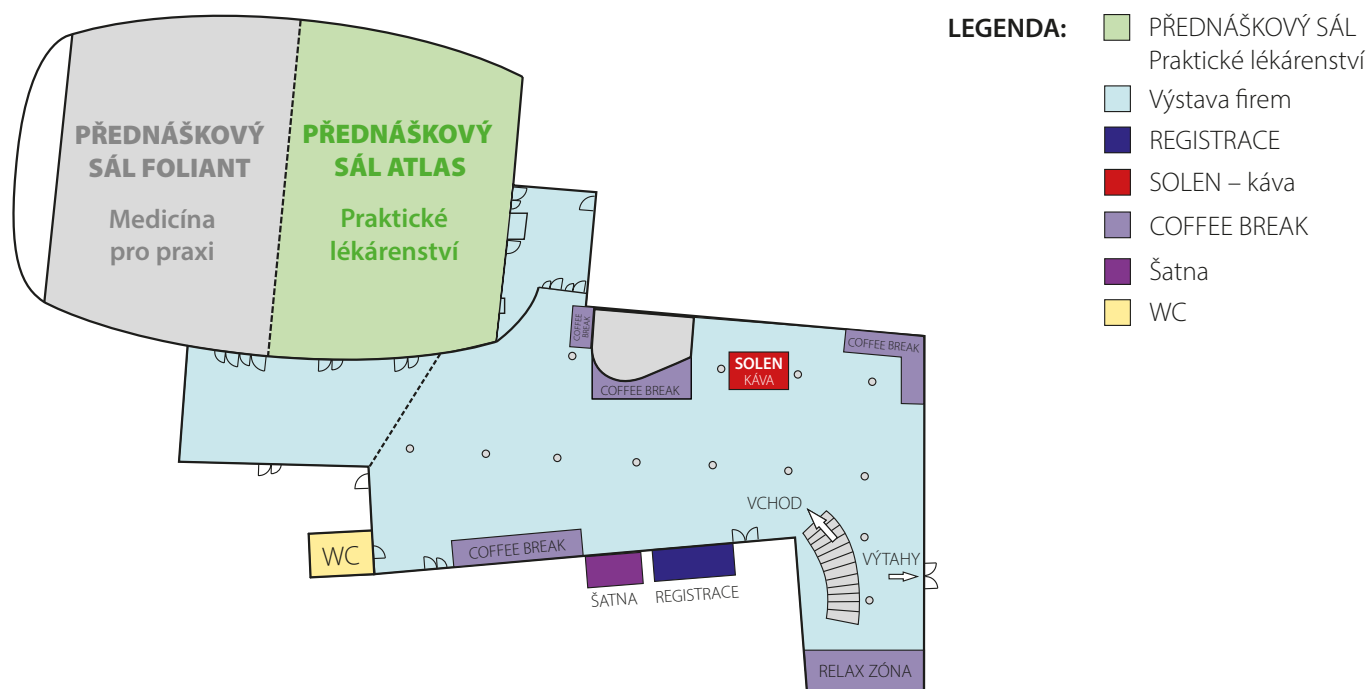 LEGENDA:
PŘEDNÁŠKOVÝ SÁL
Praktické lékárenství
Výstava firem
REGISTRACE
SOLEN – káva
COFFEE BREAK
Šatna
WC
PŘEDNÁŠKOVÝ
SÁL FOLIANT
Medicína
pro praxi
PŘEDNÁŠKOVÝ
SÁL ATLAS
Praktické
lékárenství
COFFEE
BREAK
COFFEE BREAK
SOLEN
KÁVA
COFFEE BREAK
VCHOD
VÝTAHY
WC
COFFEE BREAK
ŠATNA
REGISTRACE
RELAX ZÓNA